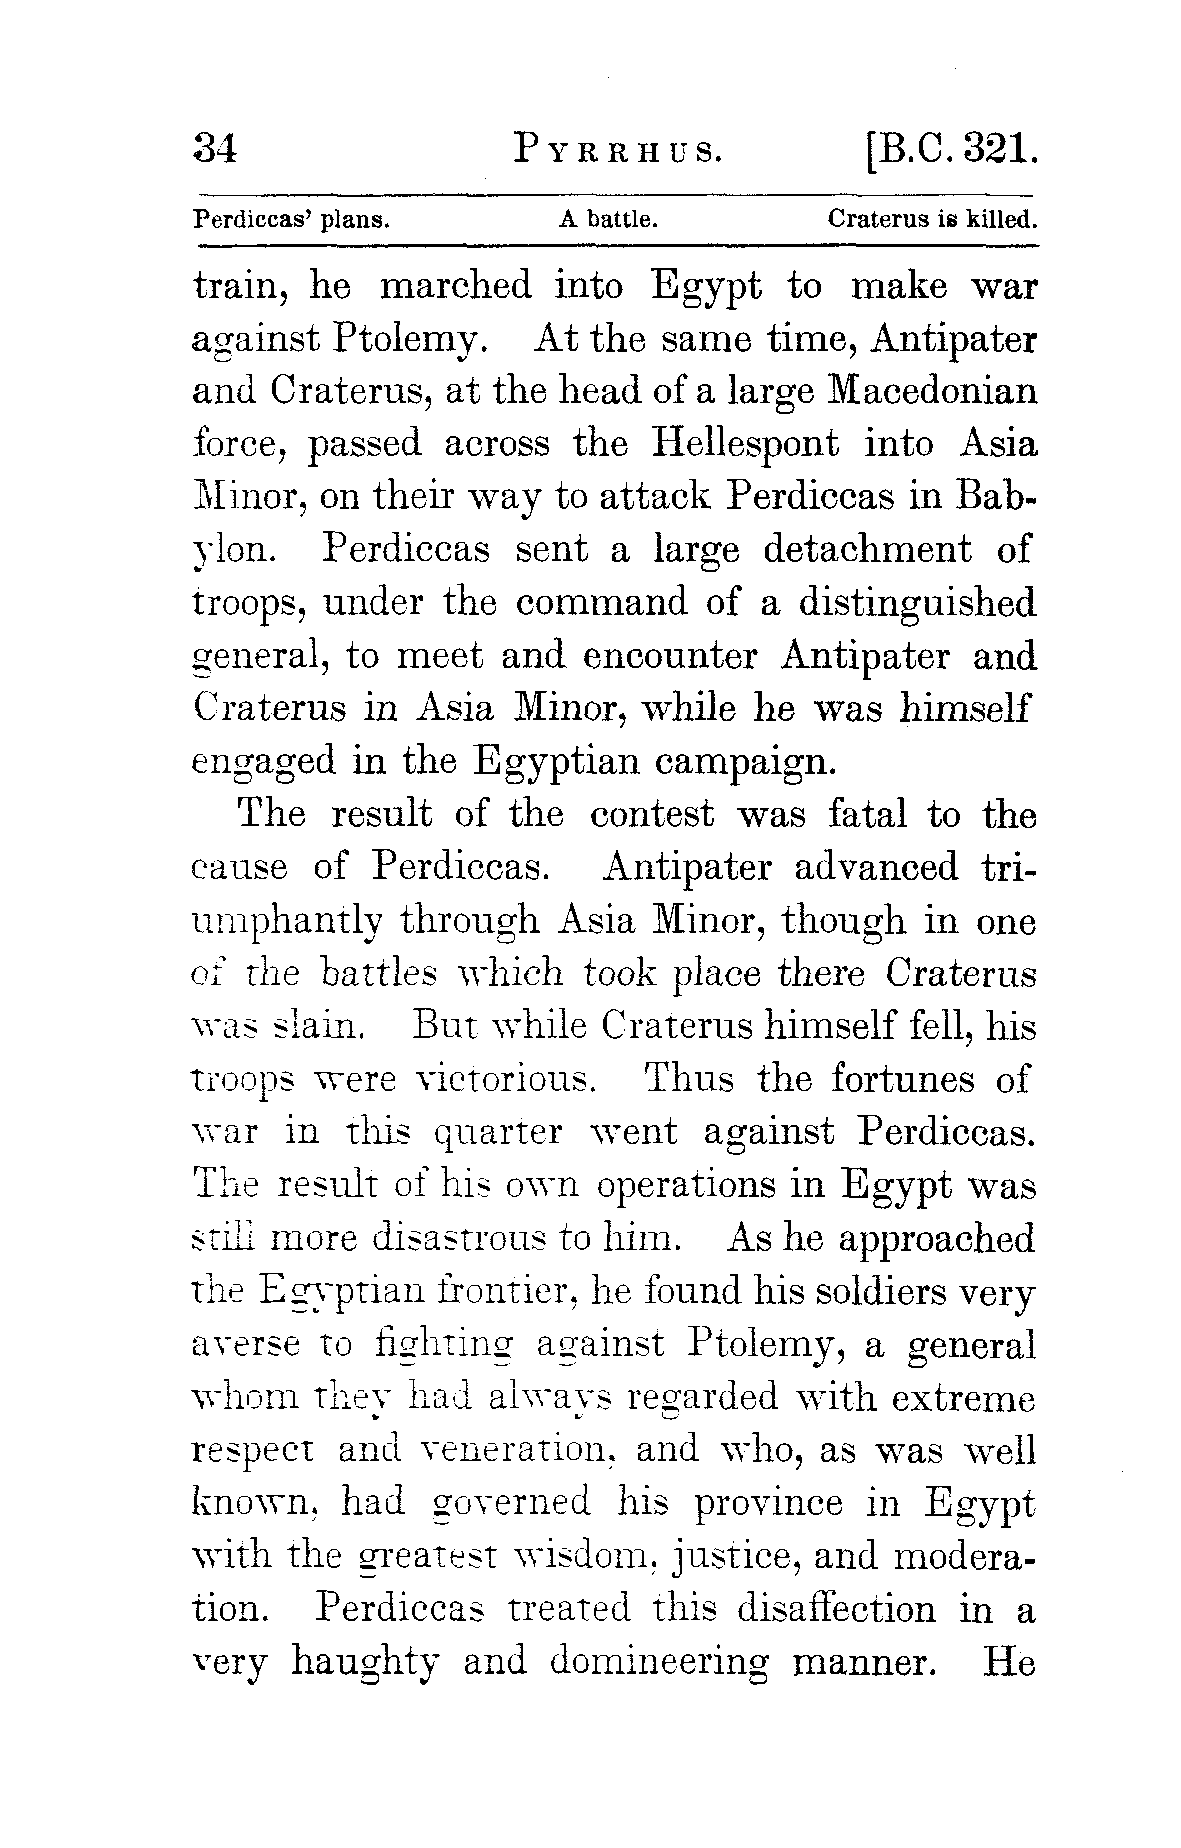 34 PYRRHUS. [B.C. 321.
Perdiccas' plans. A battle. Craterus is killed.
train, he marched into Egypt to make war
against Ptolemy. At the same time, Antipater
and Craterus, at the head of a large Macedonian
force, passed across the Hellespont into Asia
Minor, on their way to attack Perdiccas in Bab-
ylon. Perdiccas sent a large detachment of
troops, under the command of a distinguished
general, to meet and encounter Antipater and
Craterus in Asia Minor, while he was himself
engaged in the Egyptian campaign.
The result of the contest was fatal to the
cause of Perdiccas. Antipater advanced tri-
umphantly through Asia Minor, though in one
of the battles which took place there Craterus
was slain. But while Craterus himself fell, his
troops were victorious. Thus the fortunes of
war in this quarter went against Perdiccas.
The result of his own operations in Egypt was
still more disastrous to him. As he approached
the Egyptian frontier, he found his soldiers very
averse to fighting against Ptolemy, a general
whom they had always regarded with extreme
respect and veneration, and who, as was well
known, had governed his province in Egypt
with the greatest wisdom, justice, and modera-
tion. Perdiccas treated this disaffection in a
very haughty and domineering manner. He